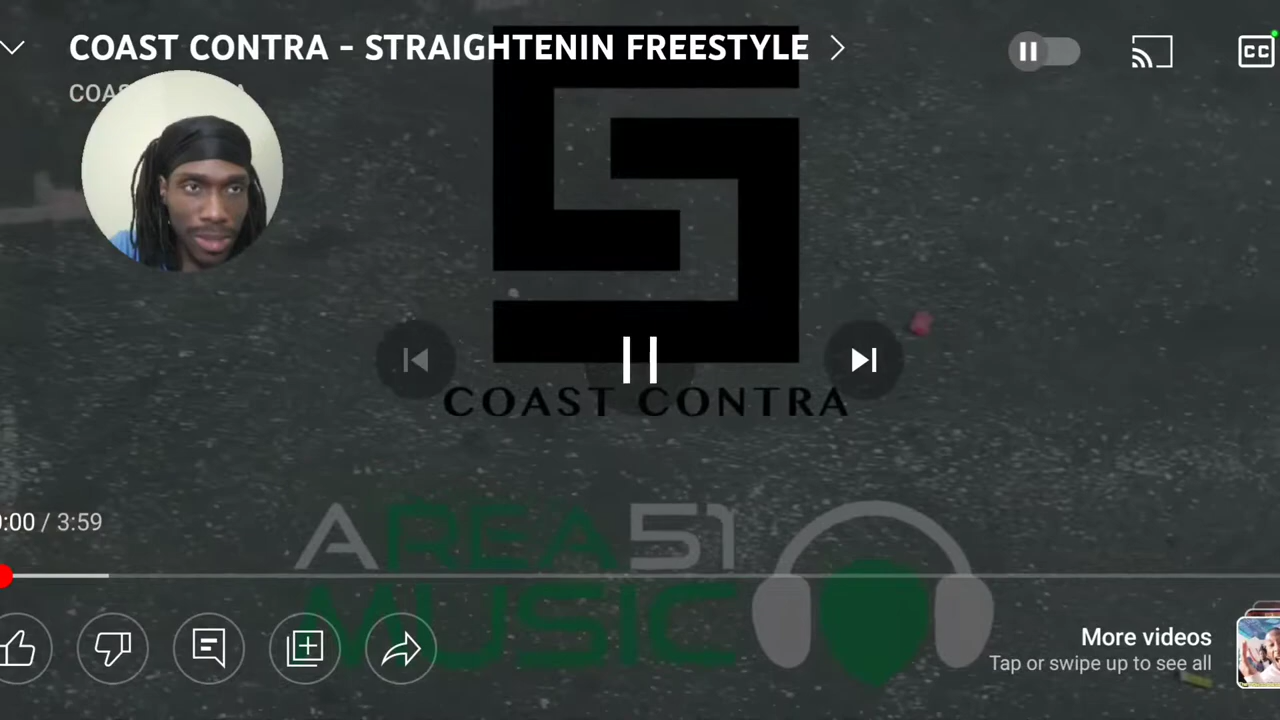 COAST CONTRA - STRAIGHTENIN FREESTYLE
CC
COAST CONTRA
:00 / 3:59
AREA51
MUSIC
More videos
Tap or swipe up to see all